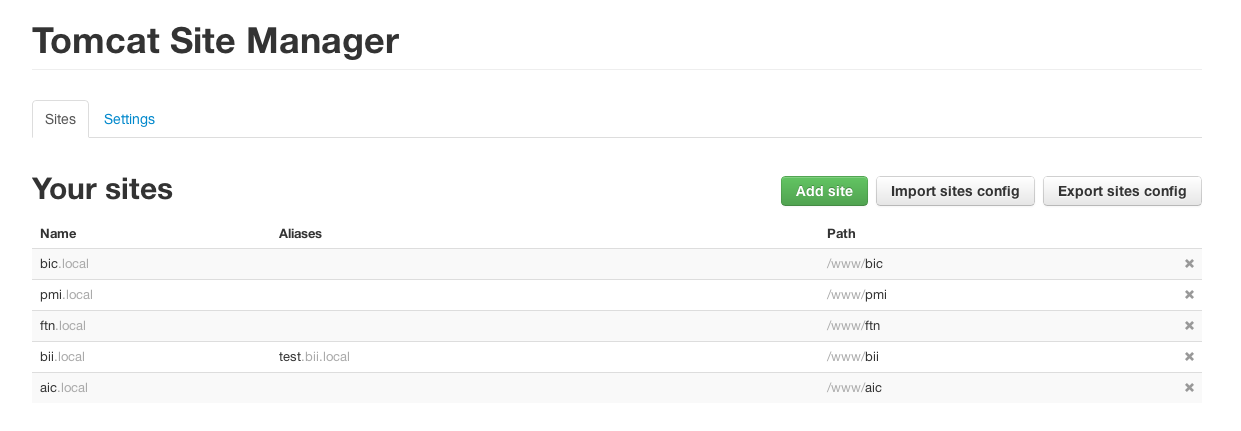 Tomcat Site Manager
Sites Settings
Your sites Add site Import sites config Export sites config
Name Aliases Path
bic.local /www/bic
pmi.local /www/pmi
ftn.local /www/ftn
bii.local test.bii.local /www/bii
aic.local /www/aic